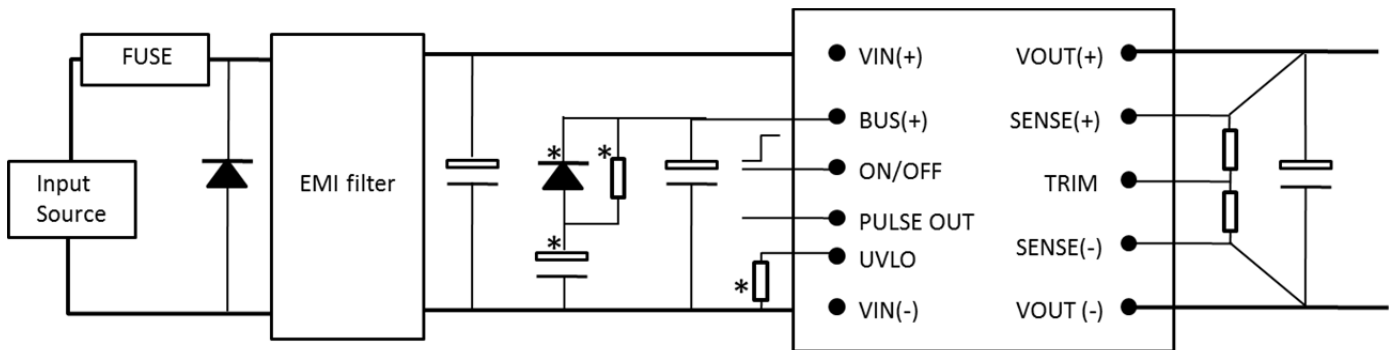 FUSE
Input
Source
EMI filter
*
*
*
*
VIN(+)
BUS(+)
ON/OFF
PULSE OUT
UVLO
VIN(-)
VOUT(+)
SENSE(+)
TRIM
SENSE(-)
VOUT (-)